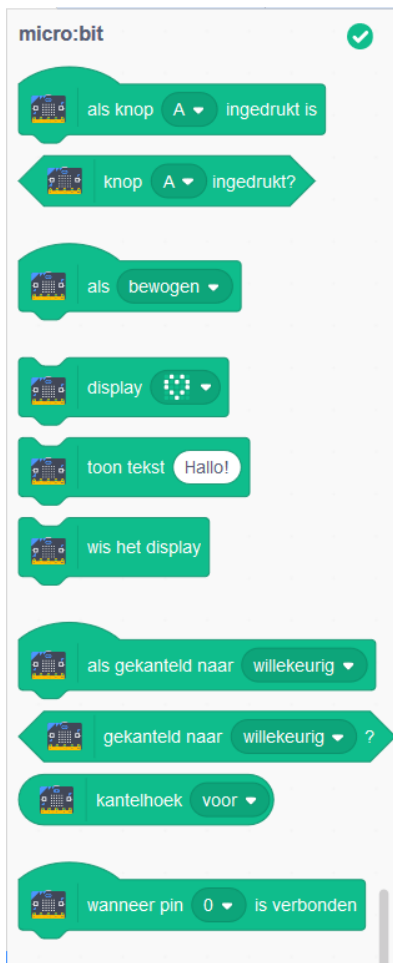 micro:bit
als knop A ingedrukt is
knop A ingedrukt?
als bewogen
display
toon tekst Hallo!
wis het display
als gekanteld naar willekeurig
gekanteld naar willekeurig ?
kantelhoek voor
wanneer pin 0 is verbonden